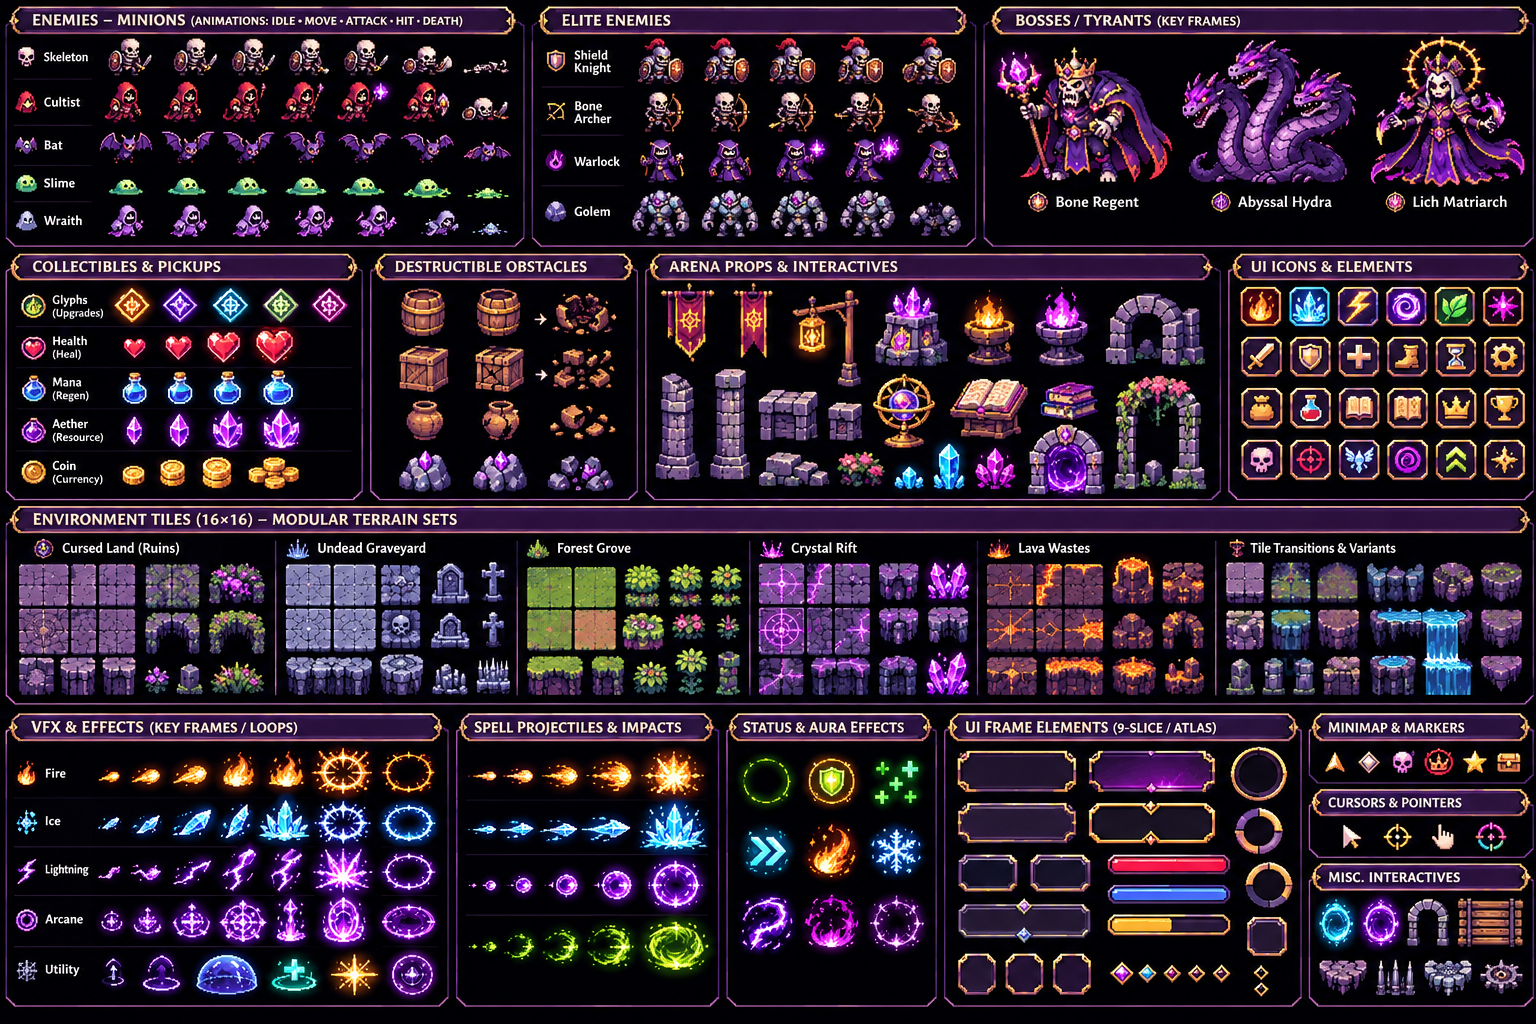 ENEMIES – MINIONS (ANIMATIONS: IDLE • MOVE • ATTACK • HIT • DEATH)
Skeleton
Cultist
Bat
Slime
Wraith
ELITE ENEMIES
Shield
Knight
Bone
Archer
Warlock
Golem
BOSSES / TYRANTS (KEY FRAMES)
Bone Regent
Abyssal Hydra
Lich Matriarch
COLLECTIBLES & PICKUPS
Glyphs
(Upgrades)
Health
(Heal)
Mana
(Regen)
Aether
(Resource)
Coin
(Currency)
DESTRUCTIBLE OBSTACLES
ARENA PROPS & INTERACTIVES
UI ICONS & ELEMENTS
ENVIRONMENT TILES (16×16) – MODULAR TERRAIN SETS
Cursed Land (Ruins)
Undead Graveyard
Forest Grove
Crystal Rift
Lava Wastes
Tile Transitions & Variants
VFX & EFFECTS (KEY FRAMES / LOOPS)
Fire
Ice
Lightning
Arcane
Utility
SPELL PROJECTILES & IMPACTS
STATUS & AURA EFFECTS
UI FRAME ELEMENTS (9-SLICE / ATLAS)
MINIMAP & MARKERS
CURSORS & POINTERS
MISC. INTERACTIVES